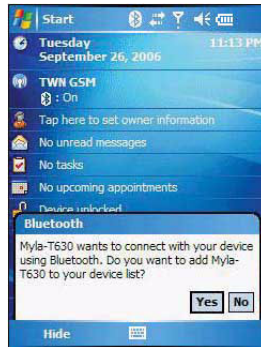 Start
Tuesday 11:13 PM
September 26, 2006
TWN GSM
: On
Tap here to set owner information
No unread messages
No tasks
No upcoming appointments
Device unlocked
Bluetooth
Myla-T630 wants to connect with your device
using Bluetooth. Do you want to add Myla-
T630 to your device list?
Yes No
Hide